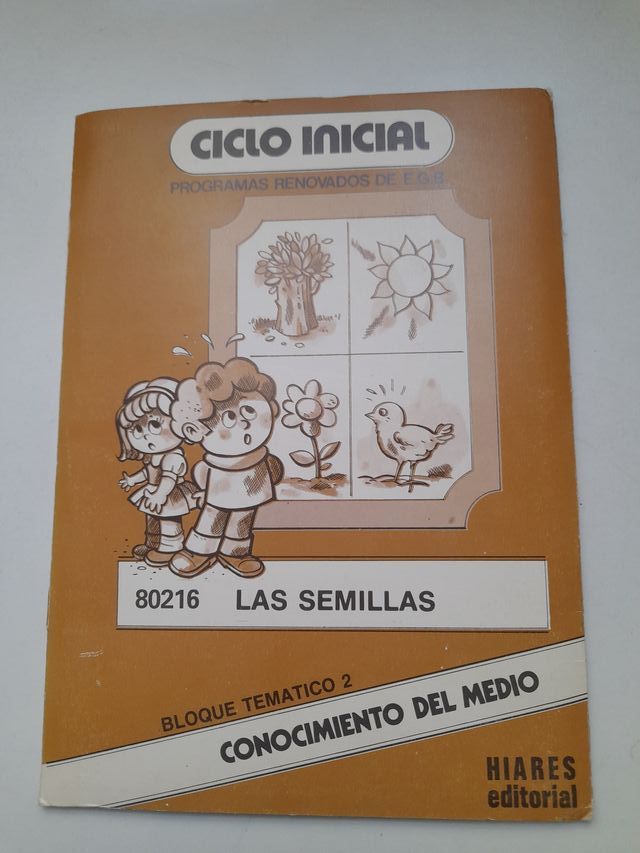 CICLO INICIAL
PROGRAMAS RENOVADOS DE E.G.B.
80216 LAS SEMILLAS
BLOQUE TEMATICO 2
CONOCIMIENTO DEL MEDIO
HIARES
editorial